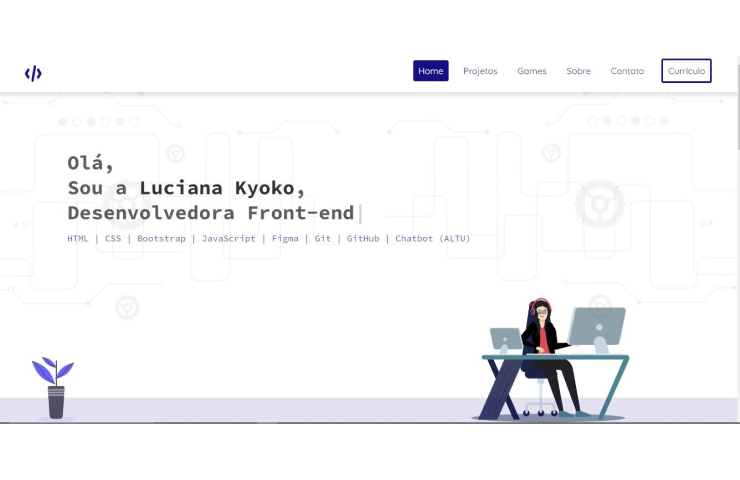 </>
Home Projetos Games Sobre Contato Currículo
Olá,
Sou a Luciana Kyoko,
Desenvolvedora Front-end|
HTML | CSS | Bootstrap | JavaScript | Figma | Git | GitHub | Chatbot (ALTU)